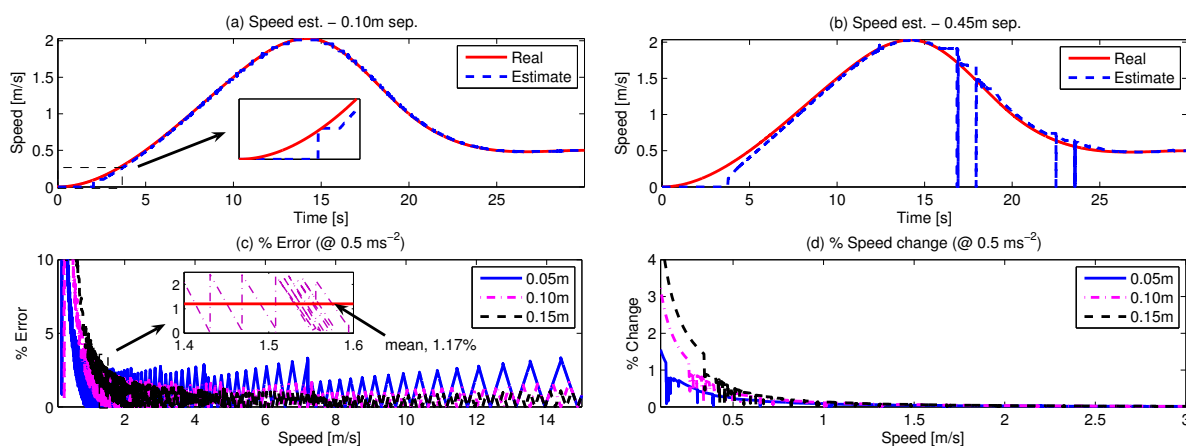 (a) Speed est. − 0.10m sep.
Speed [m/s]
2
1.5
1
0.5
0
0 5 10 15 20 25
Time [s]
Real
Estimate
(b) Speed est. − 0.45m sep.
Speed [m/s]
2
1.5
1
0.5
0
0 5 10 15 20 25
Time [s]
Real
Estimate
(c) % Error (@ 0.5 ms⁻²)
% Error
10
5
0
2 4 6 8 10 12 14
Speed [m/s]
2
1
0
1.4 1.5 1.6
mean, 1.17%
0.05m
0.10m
0.15m
(d) % Speed change (@ 0.5 ms⁻²)
% Change
4
3
2
1
0
0.5 1 1.5 2 2.5 3
Speed [m/s]
0.05m
0.10m
0.15m